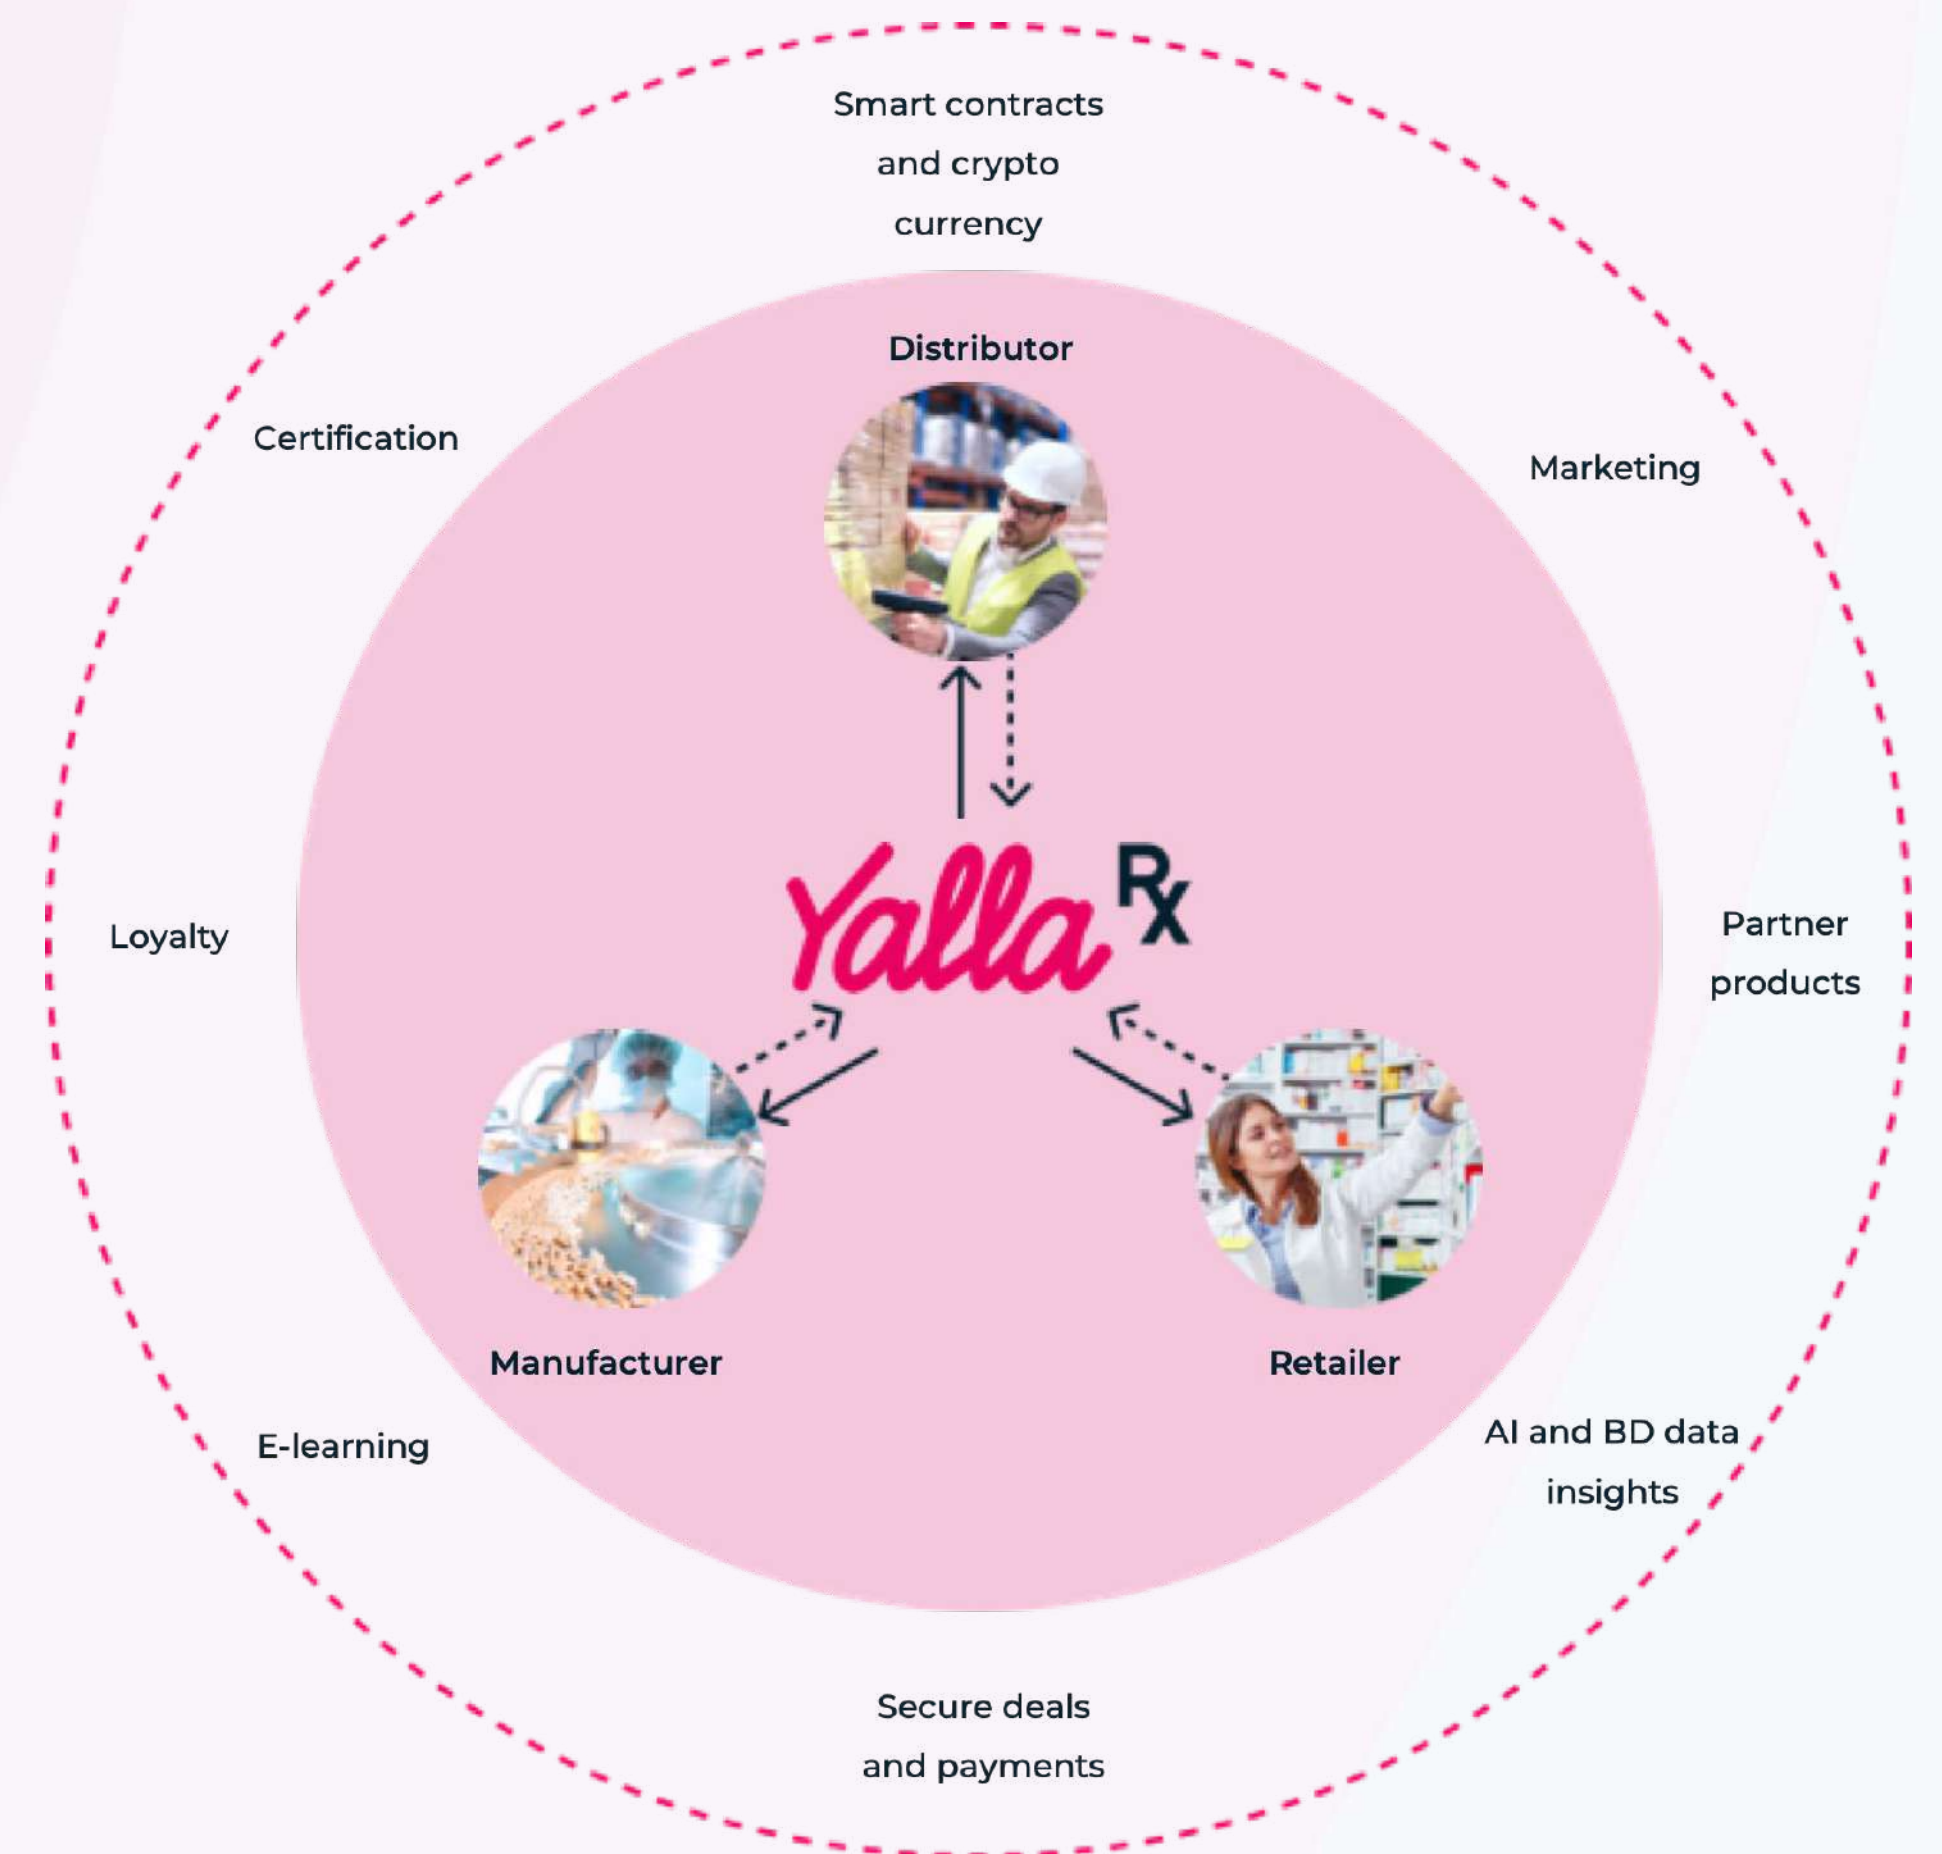 Smart contracts
and crypto
currency
Distributor
Certification
Marketing
Yalla Rx
Loyalty
Partner
products
Manufacturer
Retailer
E-learning
AI and BD data
insights
Secure deals
and payments